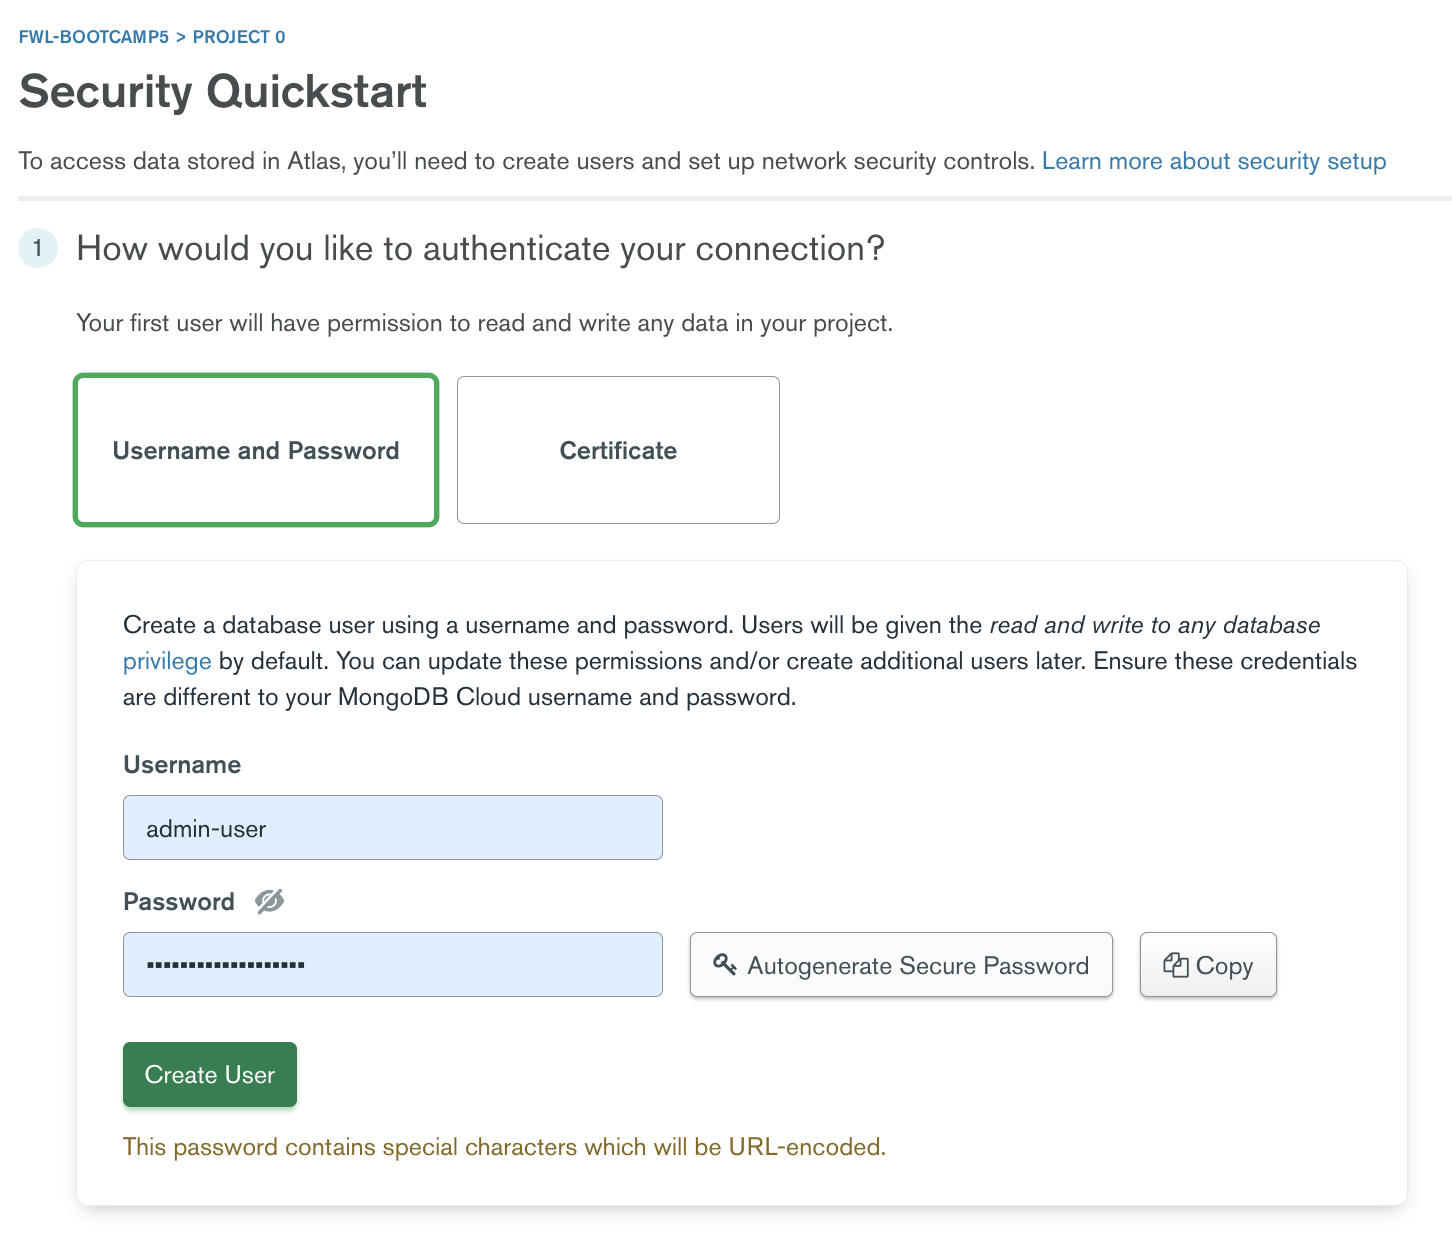 FWL-BOOTCAMP5 > PROJECT 0
Security Quickstart
To access data stored in Atlas, you’ll need to create users and set up network security controls. Learn more about security setup
1 How would you like to authenticate your connection?
Your first user will have permission to read and write any data in your project.
Username and Password Certificate
Create a database user using a username and password. Users will be given the read and write to any database
privilege by default. You can update these permissions and/or create additional users later. Ensure these credentials
are different to your MongoDB Cloud username and password.
Username
admin-user
Password
Autogenerate Secure Password Copy
Create User
This password contains special characters which will be URL-encoded.